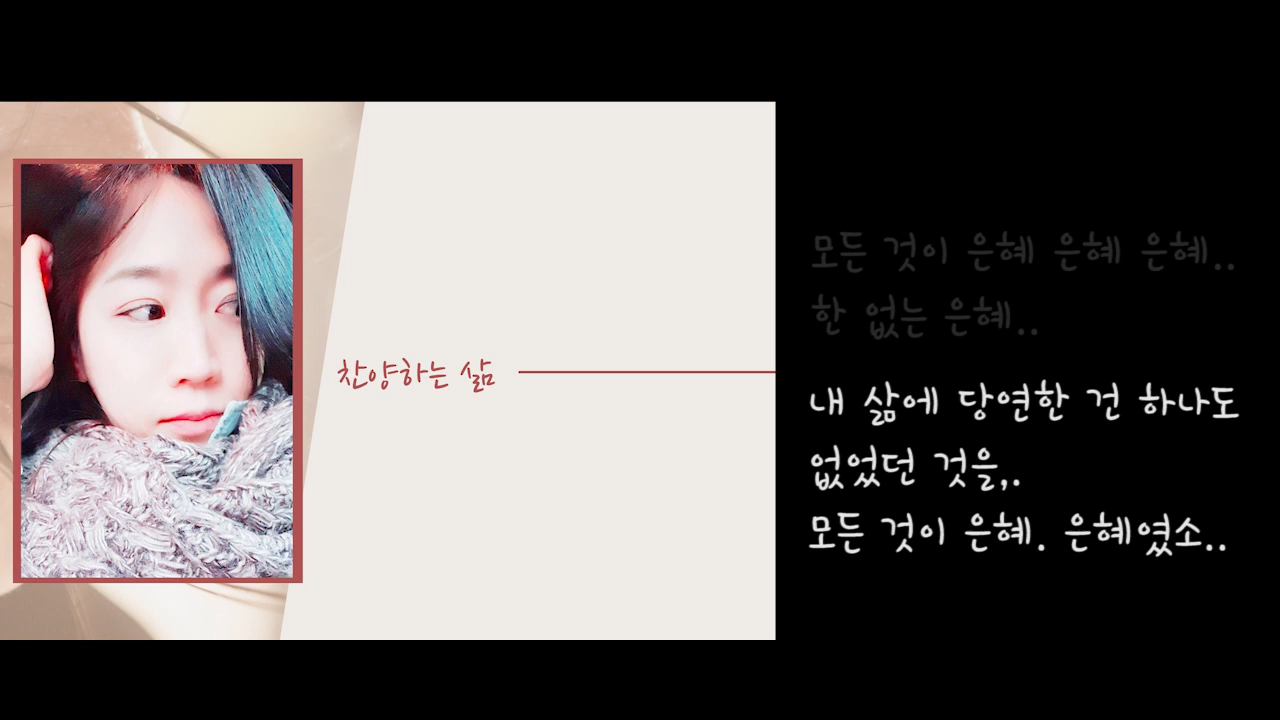 찬양하는 삶
모든 것이 은혜 은혜 은혜..
한 없는 은혜..
내 삶에 당연한 건 하나도
없었던 것을,.
모든 것이 은혜. 은혜였소..